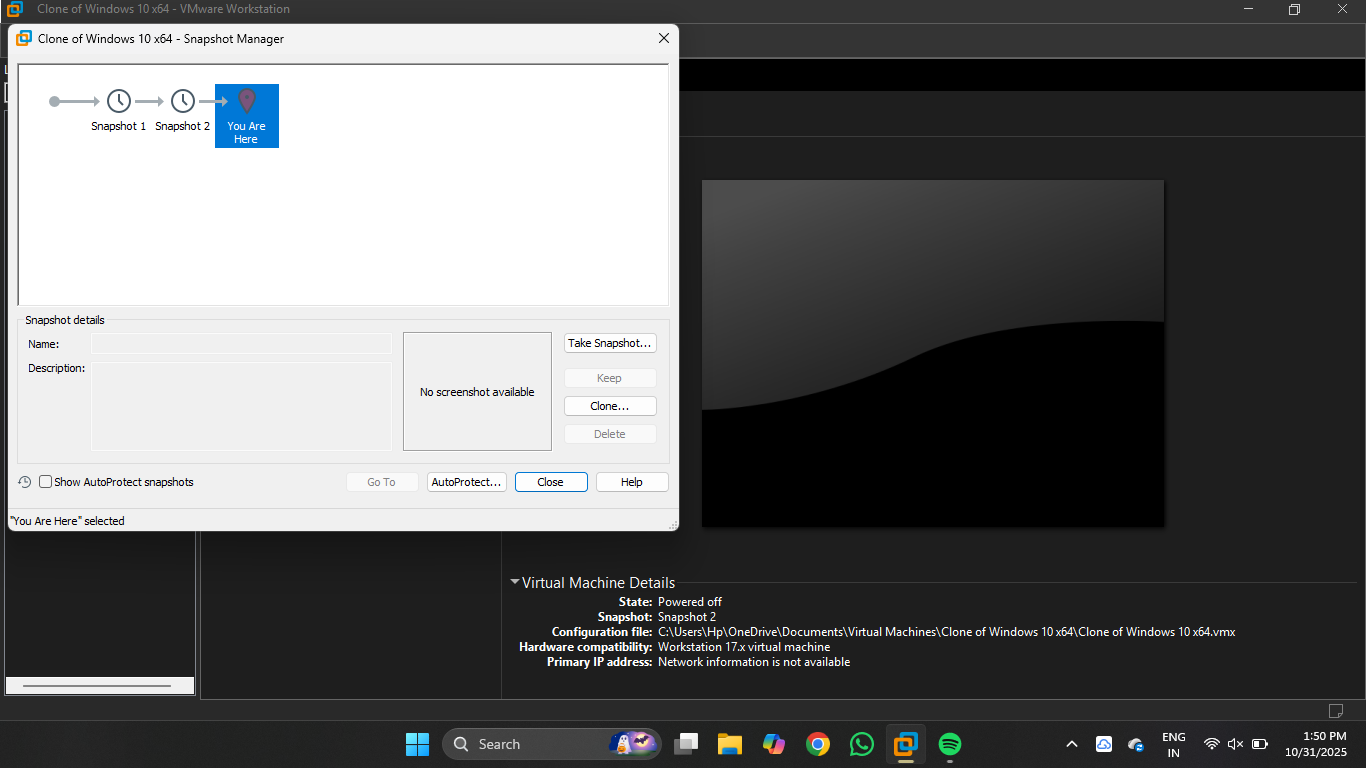 Clone of Windows 10 x64 - VMware Workstation
Clone of Windows 10 x64 - Snapshot Manager
Snapshot 1
Snapshot 2
You Are
Here
Snapshot details
Name:
Description:
No screenshot available
Take Snapshot...
Keep
Clone...
Delete
Show AutoProtect snapshots
Go To
AutoProtect...
Close
Help
"You Are Here" selected
Virtual Machine Details
State: Powered off
Snapshot: Snapshot 2
Configuration file: C:\Users\Hp\OneDrive\Documents\Virtual Machines\Clone of Windows 10 x64\Clone of Windows 10 x64.vmx
Hardware compatibility: Workstation 17.x virtual machine
Primary IP address: Network information is not available
Search
ENG
IN
1:50 PM
10/31/2025